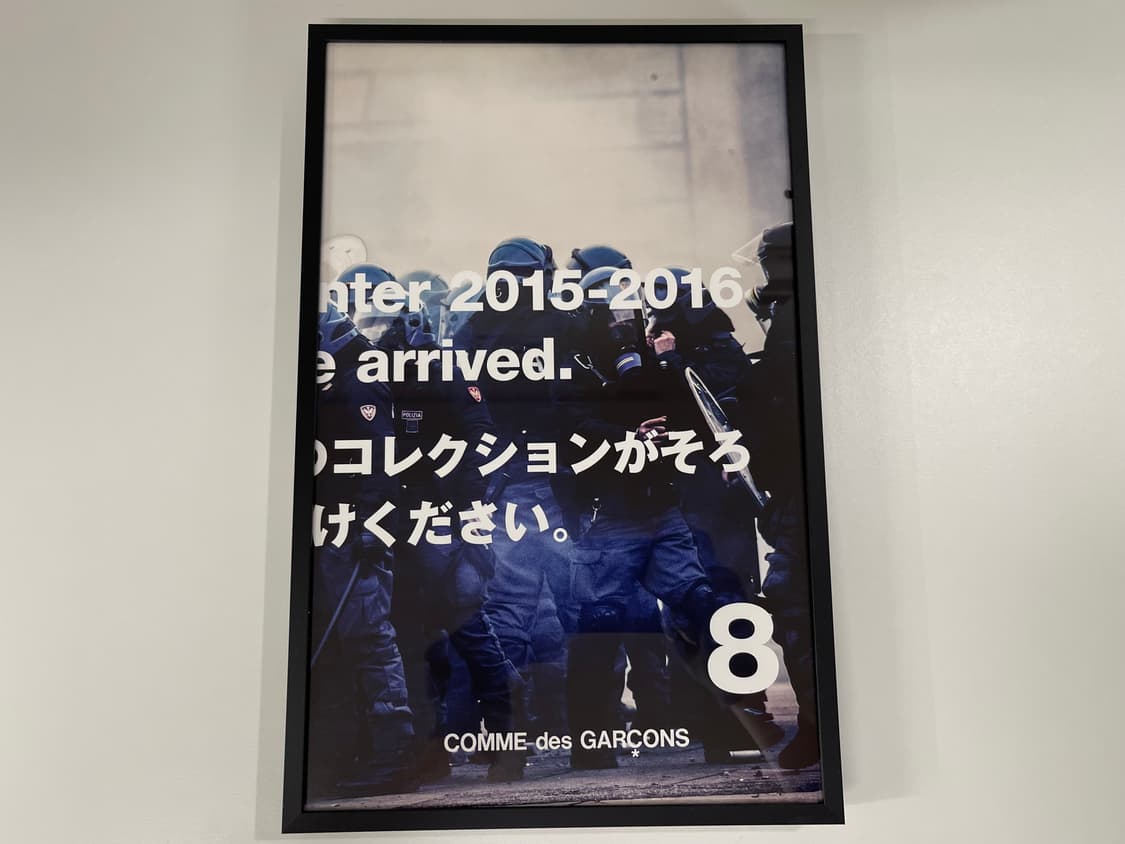 nter 2015-2016
e arrived.
のコレクションがそろ
けください。
POLIZIA
8
COMME des GARÇONS
*